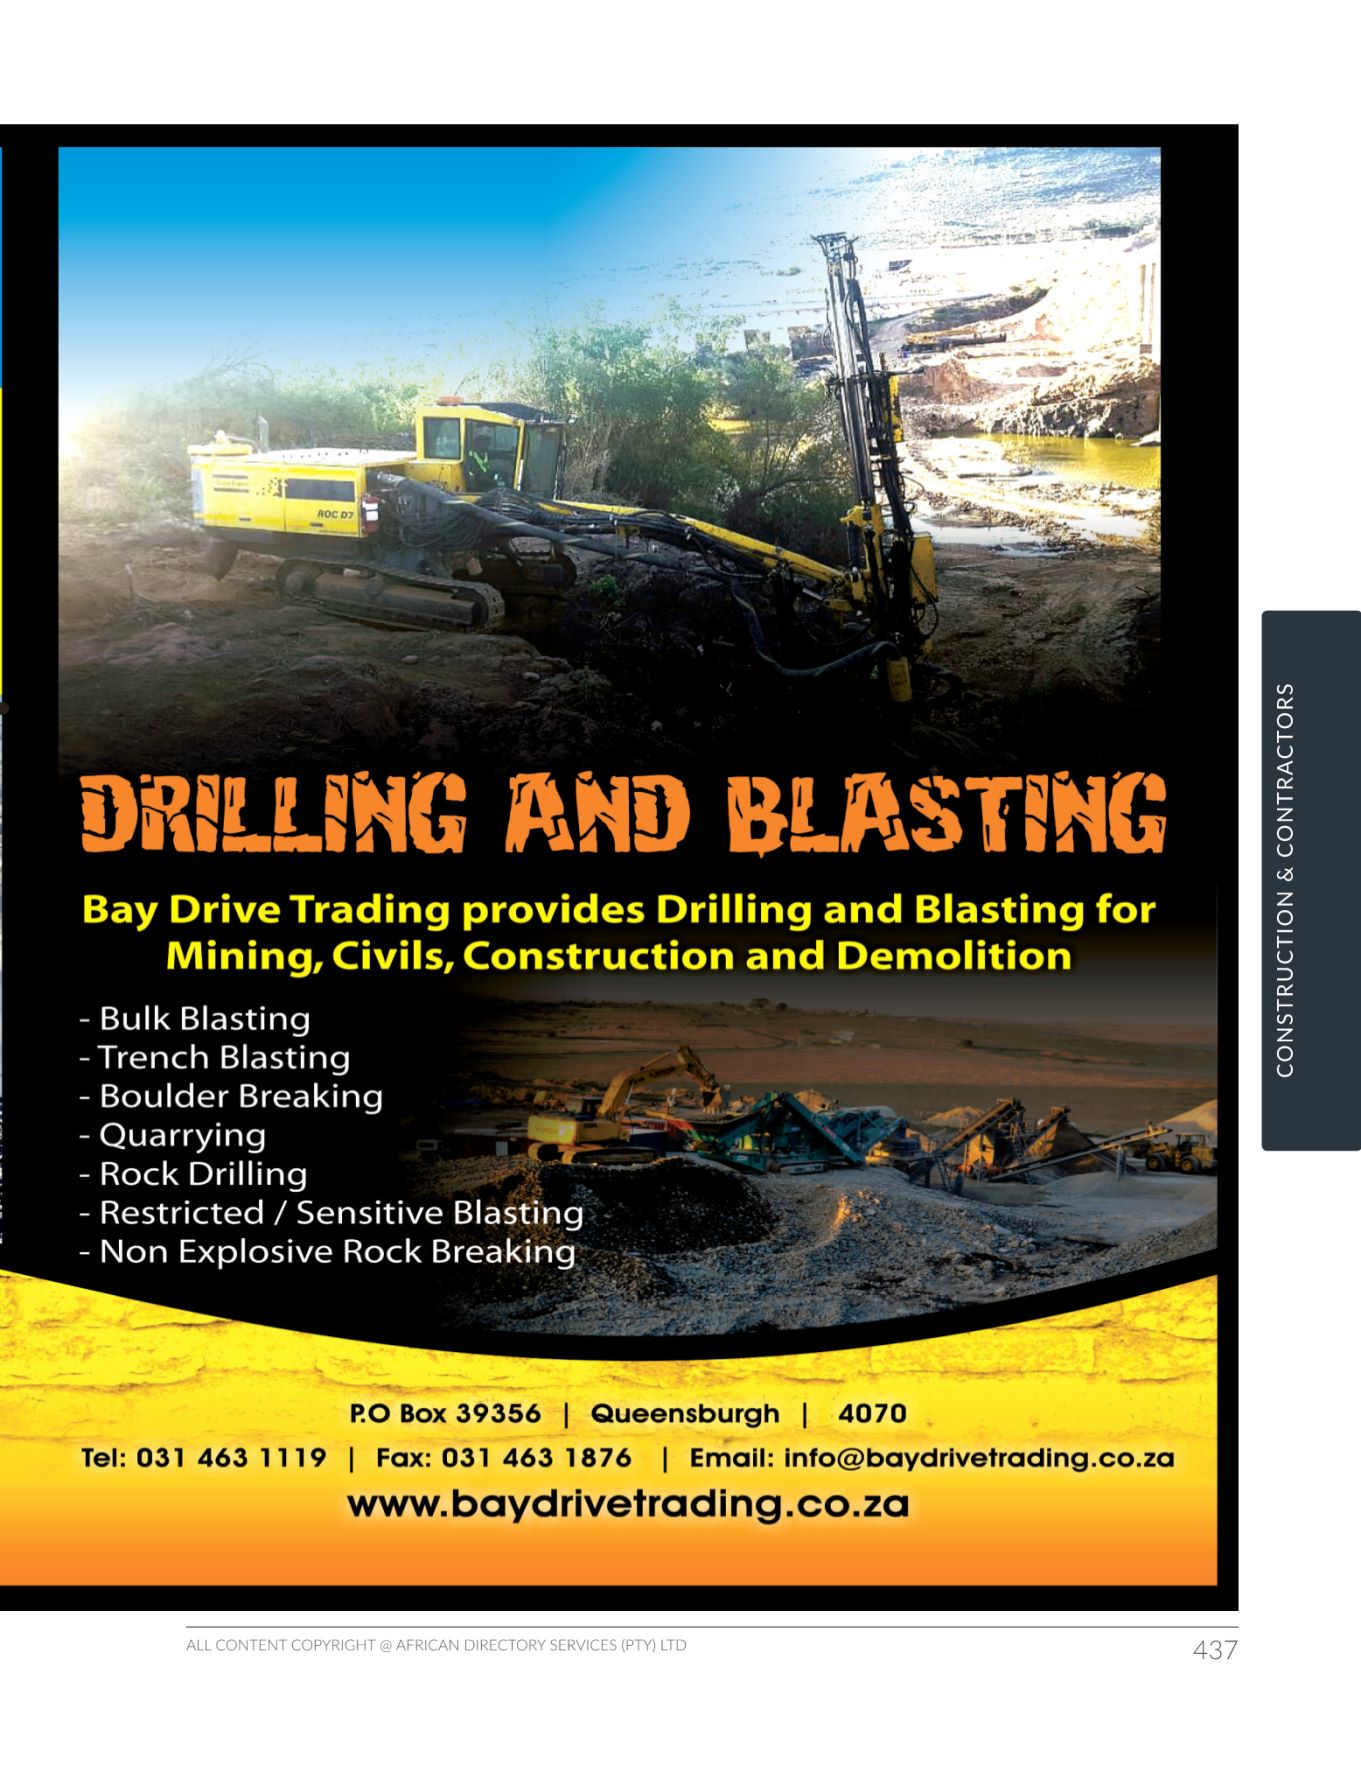 ROC D7
DRILLING AND BLASTING
Bay Drive Trading provides Drilling and Blasting for
Mining, Civils, Construction and Demolition
- Bulk Blasting
- Trench Blasting
- Boulder Breaking
- Quarrying
- Rock Drilling
- Restricted / Sensitive Blasting
- Non Explosive Rock Breaking
P.O Box 39356 | Queensburgh | 4070
Tel: 031 463 1119 | Fax: 031 463 1876 | Email: info@baydrivetrading.co.za
www.baydrivetrading.co.za
CONSTRUCTION & CONTRACTORS
ALL CONTENT COPYRIGHT @ AFRICAN DIRECTORY SERVICES (PTY) LTD
437